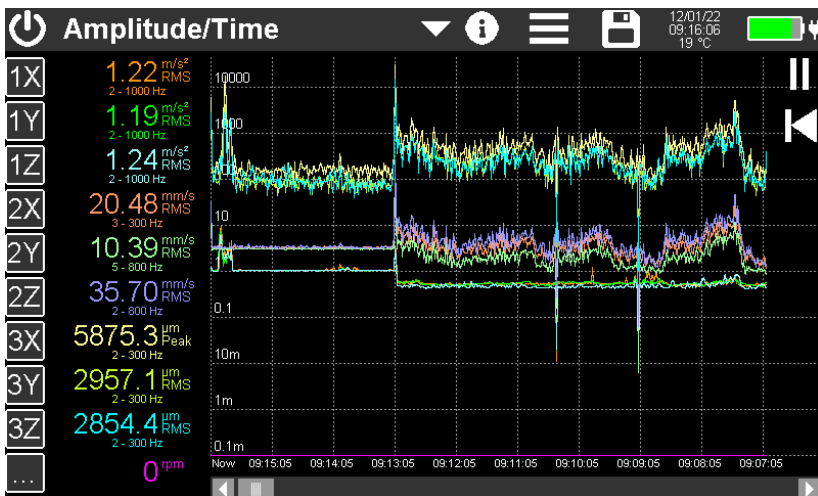 Amplitude/Time
12/01/22
09:16:06
19 °C
1X 1.22 m/s² RMS
2 - 1000 Hz
1Y 1.19 m/s² RMS
2 - 1000 Hz
1Z 1.24 m/s² RMS
2 - 1000 Hz
2X 20.48 mm/s RMS
3 - 300 Hz
2Y 10.39 mm/s RMS
5 - 800 Hz
2Z 35.70 mm/s RMS
2 - 800 Hz
3X 5875.3 µm Peak
2 - 300 Hz
3Y 2957.1 µm RMS
2 - 300 Hz
3Z 2854.4 µm RMS
2 - 300 Hz
... 0 rpm
10000
1000
10
0.1
10m
1m
0.1m
Now 09:15:05 09:14:05 09:13:05 09:12:05 09:11:05 09:10:05 09:09:05 09:08:05 09:07:05